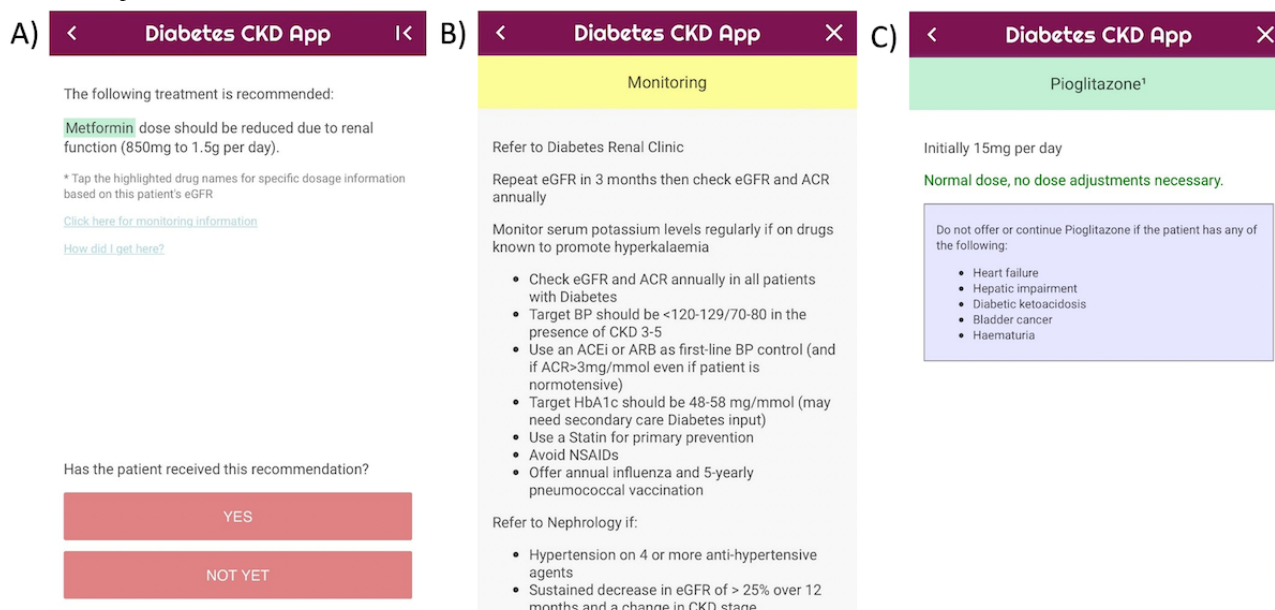 A)
Diabetes CKD App
The following treatment is recommended:
Metformin dose should be reduced due to renal
function (850mg to 1.5g per day).
* Tap the highlighted drug names for specific dosage information
based on this patient's eGFR
Click here for monitoring information
How did I get here?
Has the patient received this recommendation?
YES
NOT YET
B)
Diabetes CKD App
Monitoring
Refer to Diabetes Renal Clinic
Repeat eGFR in 3 months then check eGFR and ACR
annually
Monitor serum potassium levels regularly if on drugs
known to promote hyperkalaemia
• Check eGFR and ACR annually in all patients
with Diabetes
• Target BP should be <120-129/70-80 in the
presence of CKD 3-5
• Use an ACEi or ARB as first-line BP control (and
if ACR>3mg/mmol even if patient is
normotensive)
• Target HbA1c should be 48-58 mg/mmol (may
need secondary care Diabetes input)
• Use a Statin for primary prevention
• Avoid NSAIDs
• Offer annual influenza and 5-yearly
pneumococcal vaccination
Refer to Nephrology if:
• Hypertension on 4 or more anti-hypertensive
agents
• Sustained decrease in eGFR of > 25% over 12
months and a change in CKD stage
C)
Diabetes CKD App
Pioglitazone¹
Initially 15mg per day
Normal dose, no dose adjustments necessary.
Do not offer or continue Pioglitazone if the patient has any of
the following:
• Heart failure
• Hepatic impairment
• Diabetic ketoacidosis
• Bladder cancer
• Haematuria